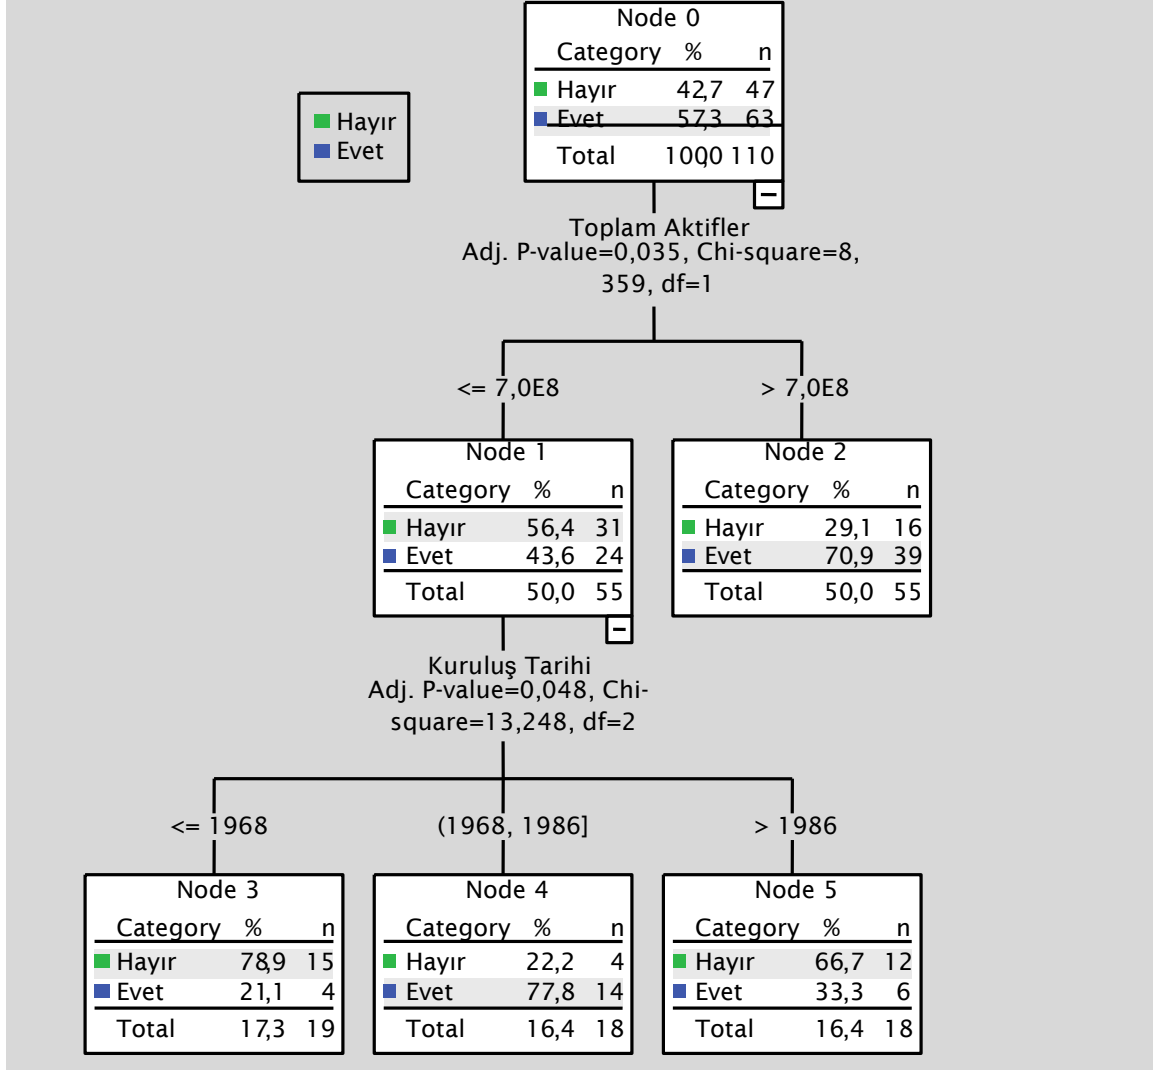 Node 0
Category % n
Hayır 42,7 47
Evet 57,3 63
Total 100,0 110
Hayır
Evet
Toplam Aktifler
Adj. P-value=0,035, Chi-square=8,
359, df=1
<= 7,0E8
> 7,0E8
Node 1
Category % n
Hayır 56,4 31
Evet 43,6 24
Total 50,0 55
Node 2
Category % n
Hayır 29,1 16
Evet 70,9 39
Total 50,0 55
Kuruluş Tarihi
Adj. P-value=0,048, Chi-
square=13,248, df=2
<= 1968
(1968, 1986]
> 1986
Node 3
Category % n
Hayır 78,9 15
Evet 21,1 4
Total 17,3 19
Node 4
Category % n
Hayır 22,2 4
Evet 77,8 14
Total 16,4 18
Node 5
Category % n
Hayır 66,7 12
Evet 33,3 6
Total 16,4 18